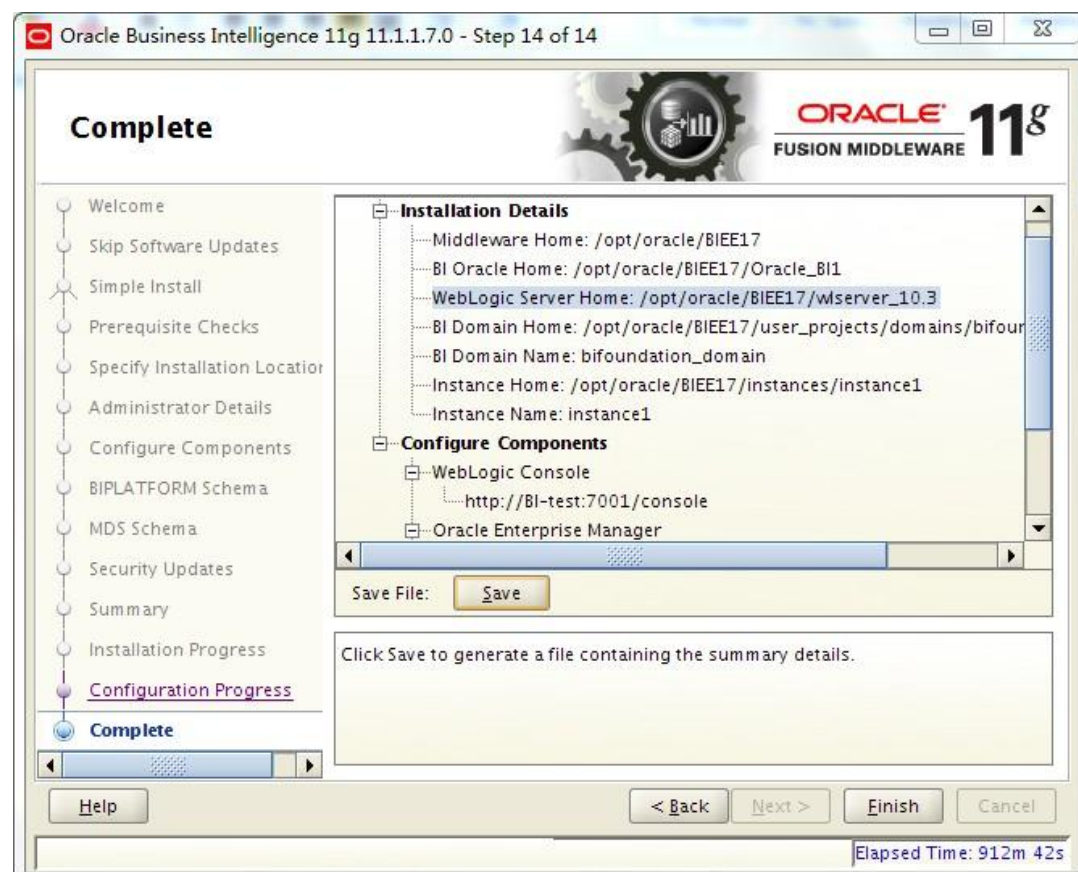 Oracle Business Intelligence 11g 11.1.1.7.0 - Step 14 of 14
Complete
ORACLE
FUSION MIDDLEWARE
11g
Welcome
Skip Software Updates
Simple Install
Prerequisite Checks
Specify Installation Location
Administrator Details
Configure Components
BIPLATFORM Schema
MDS Schema
Security Updates
Summary
Installation Progress
Configuration Progress
Complete
Installation Details
Middleware Home: /opt/oracle/BIEE17
BI Oracle Home: /opt/oracle/BIEE17/Oracle_BI1
WebLogic Server Home: /opt/oracle/BIEE17/wlserver_10.3
BI Domain Home: /opt/oracle/BIEE17/user_projects/domains/bifour
BI Domain Name: bifoundation_domain
Instance Home: /opt/oracle/BIEE17/instances/instance1
Instance Name: instance1
Configure Components
WebLogic Console
http://BI-test:7001/console
Oracle Enterprise Manager
Save File: Save
Click Save to generate a file containing the summary details.
Help < Back Next > Finish Cancel
Elapsed Time: 912m 42s